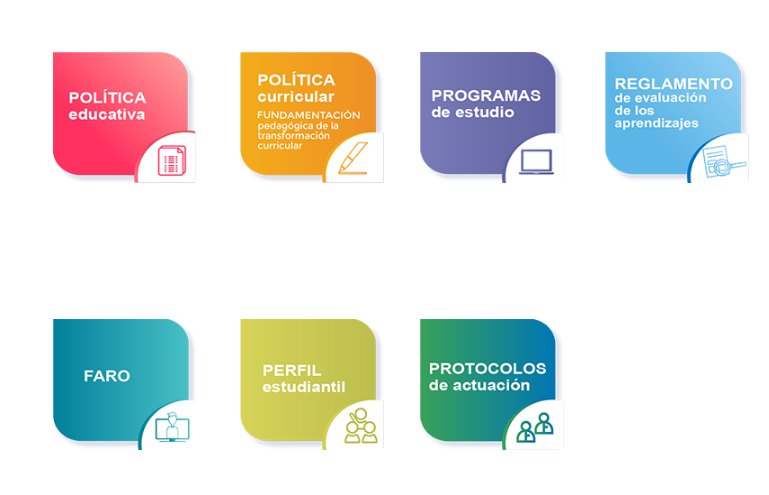 POLÍTICA
educativa
POLÍTICA
curricular
FUNDAMENTACIÓN
pedagógica de la
transformación
curricular
PROGRAMAS
de estudio
REGLAMENTO
de evaluación
de los
aprendizajes
FARO
PERFIL
estudiantil
PROTOCOLOS
de actuación